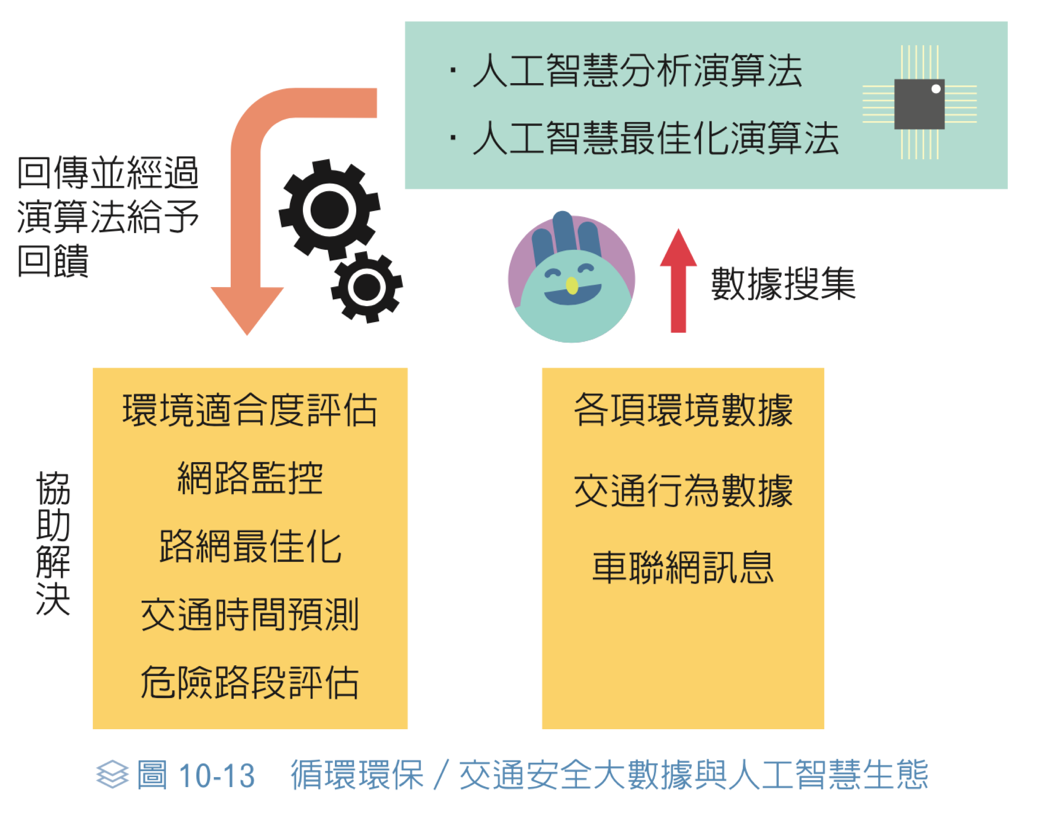 ・人工智慧分析演算法
・人工智慧最佳化演算法
回傳並經過
演算法給予
回饋
數據搜集
協助解決
環境適合度評估
網路監控
路網最佳化
交通時間預測
危險路段評估
各項環境數據
交通行為數據
車聯網訊息
圖 10-13 循環環保／交通安全大數據與人工智慧生態